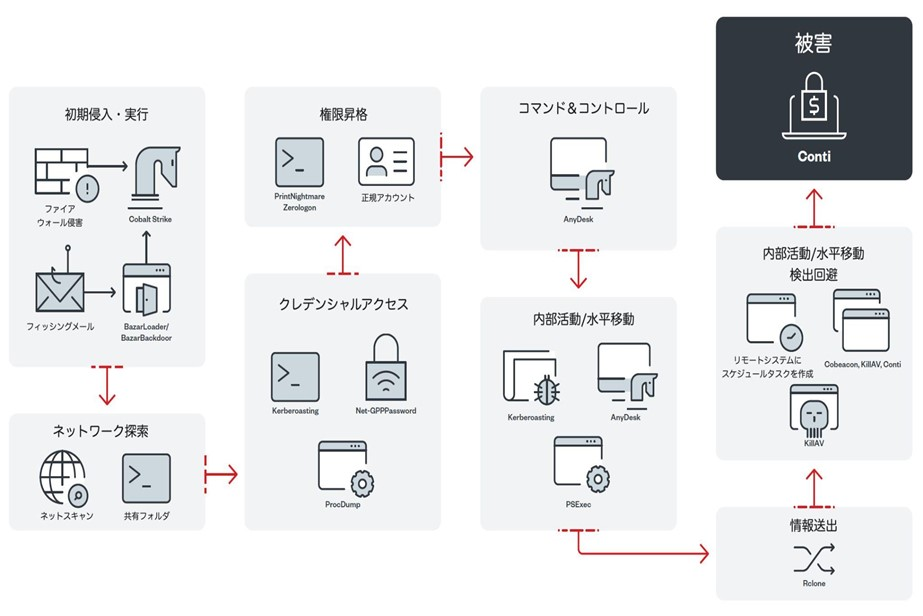 初期侵入・実行
ファイア
ウォール侵害
Cobalt Strike
フィッシングメール
BazarLoader/
BazarBackdoor
ネットワーク探索
ネットスキャン
共有フォルダ
クレデンシャルアクセス
Kerberoasting
Net-GPPPassword
ProcDump
権限昇格
PrintNightmare
Zerologon
正規アカウント
コマンド&コントロール
AnyDesk
内部活動/水平移動
Kerberoasting
AnyDesk
PSExec
情報送出
Rclone
内部活動/水平移動
検出回避
リモートシステムに
スケジュールタスクを作成
Cobeacon, KillAV, Conti
KillAV
被害
$
Conti